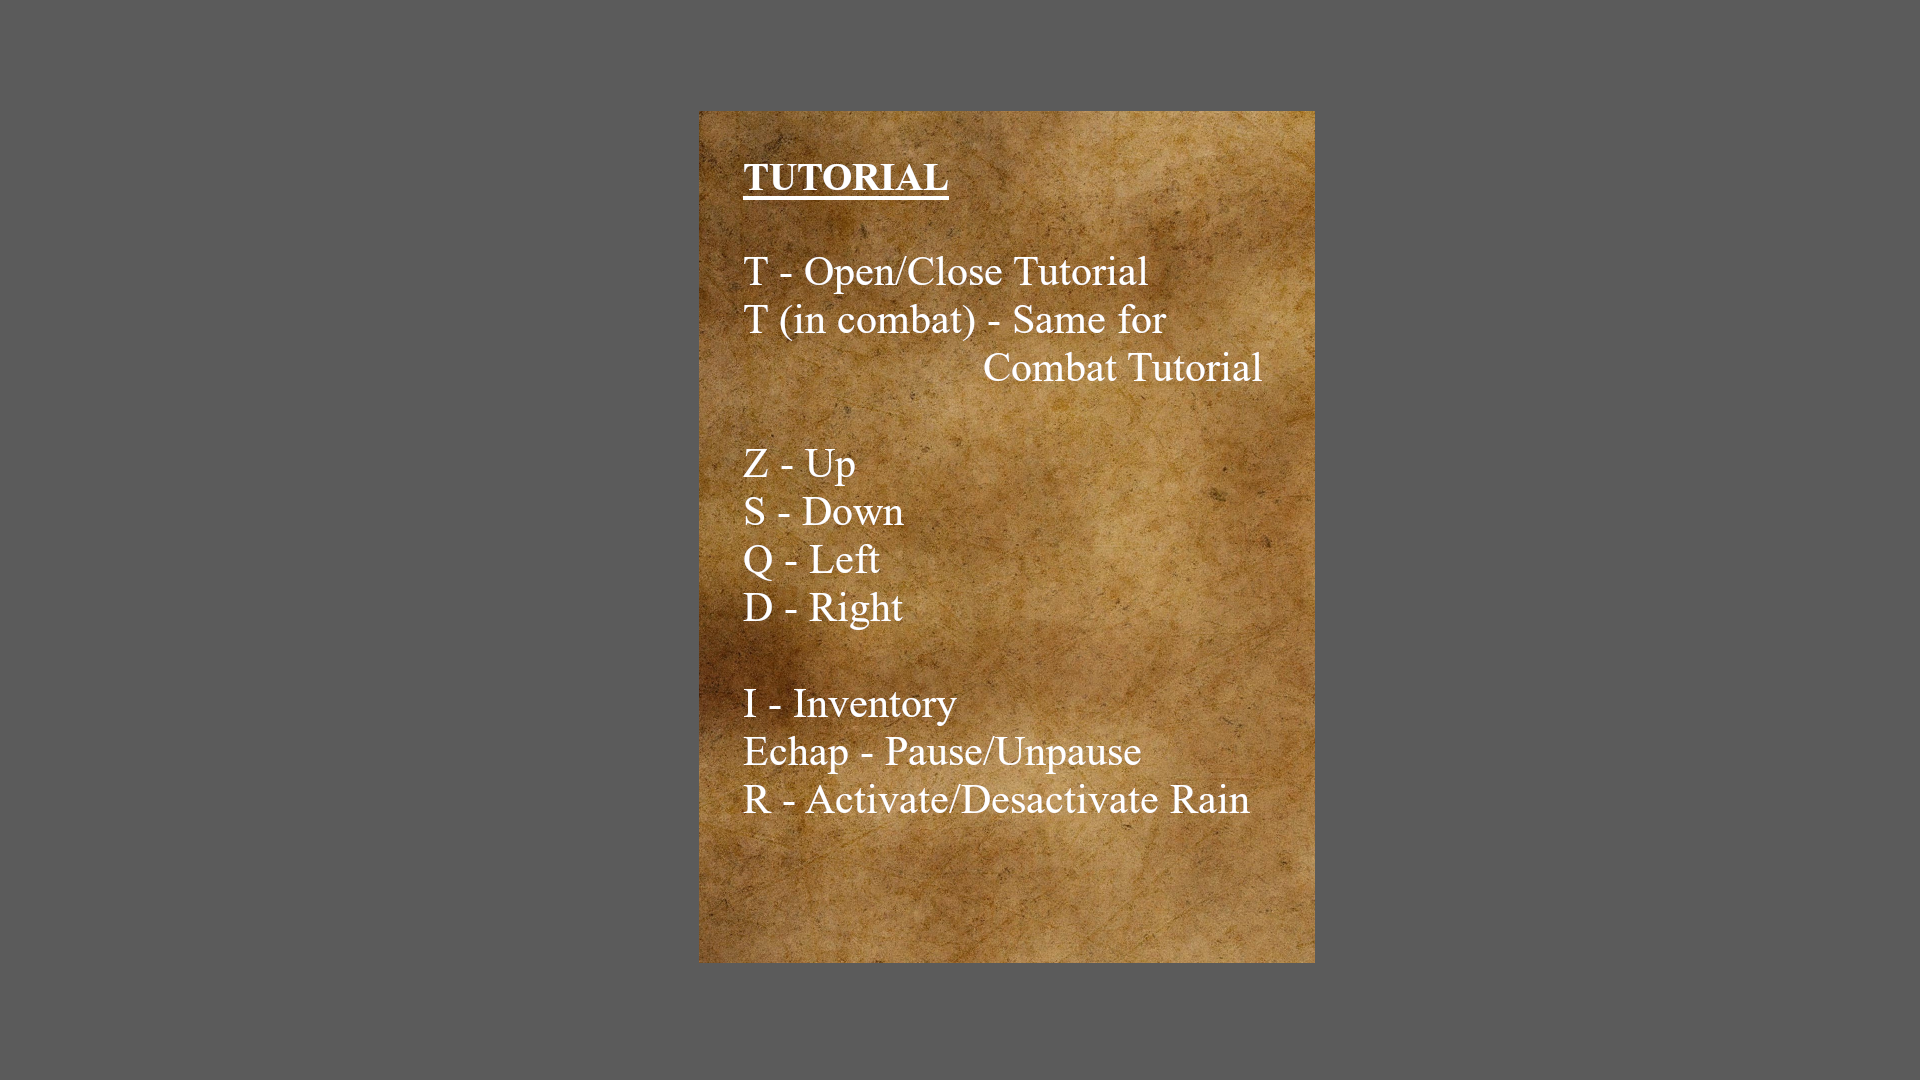 TUTORIAL
T - Open/Close Tutorial
T (in combat) - Same for
Combat Tutorial
Z - Up
S - Down
Q - Left
D - Right
I - Inventory
Echap - Pause/Unpause
R - Activate/Desactivate Rain